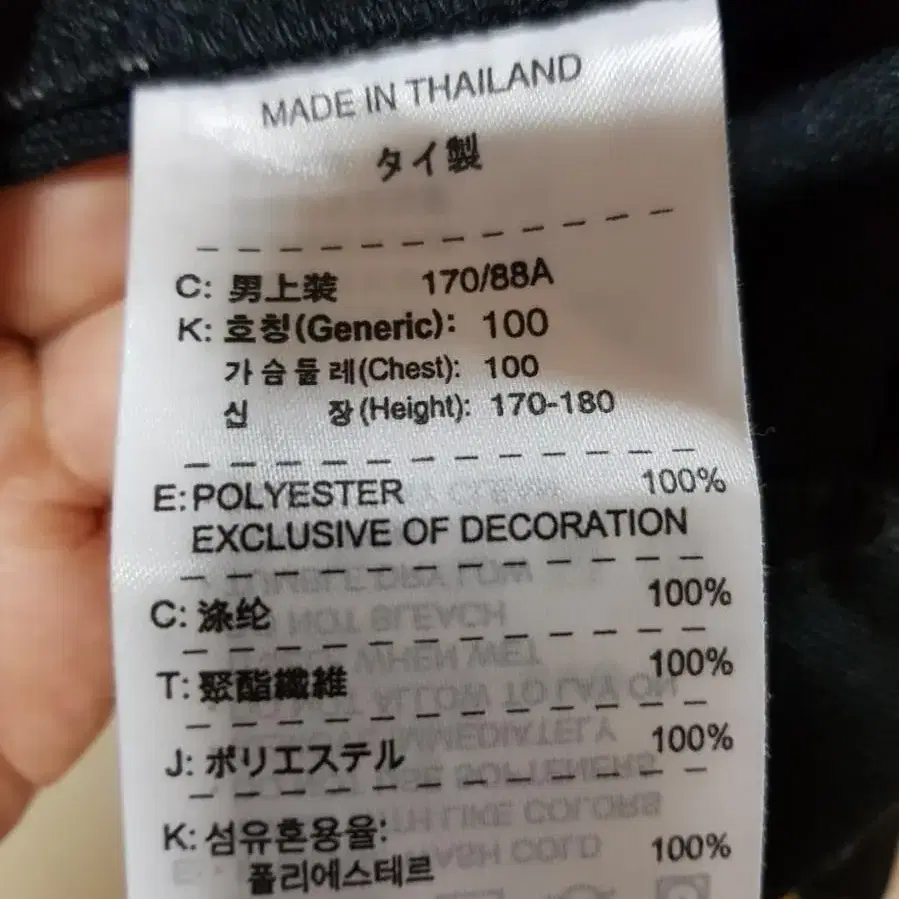 MADE IN THAILAND
タイ製
C: 男上装 170/88A
K: 호칭(Generic): 100
가슴둘레(Chest): 100
신 장(Height): 170-180
E: POLYESTER 100%
EXCLUSIVE OF DECORATION
C: 涤纶 100%
T: 聚酯纖維 100%
J: ポリエステル 100%
K: 섬유혼용율:
폴리에스테르 100%